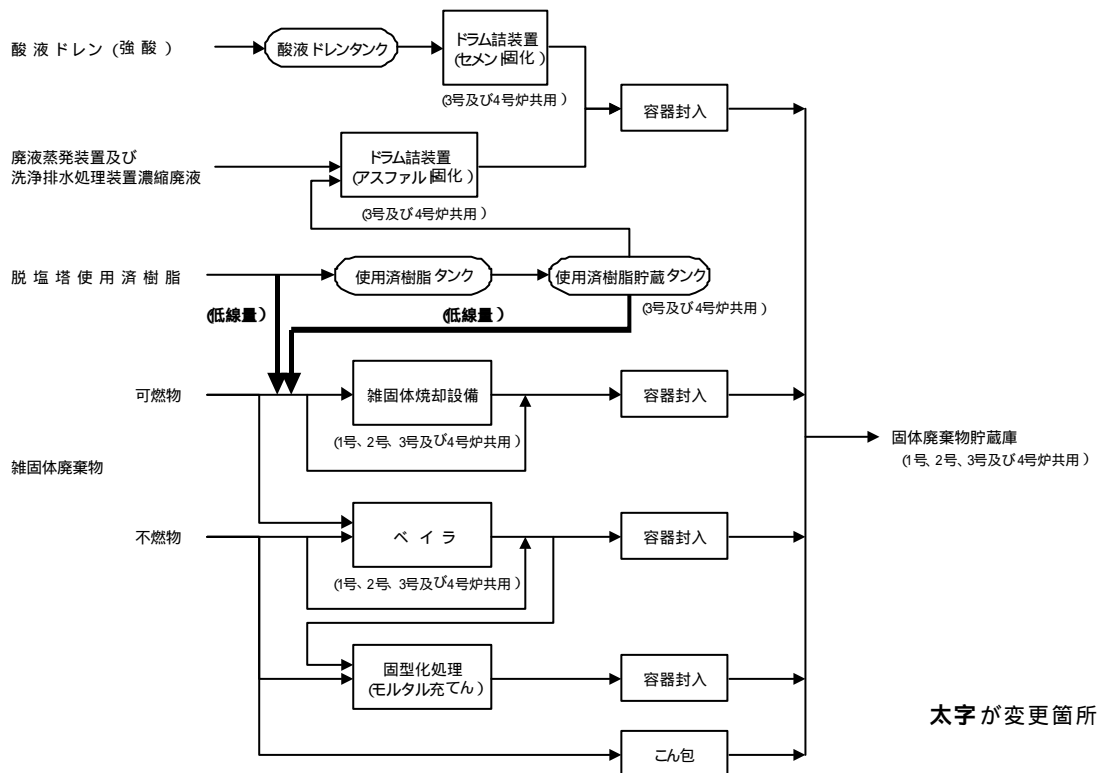 酸液ドレン(強酸)
酸液ドレンタンク
ドラム詰装置
(セメント固化)
(3号及び4号炉共用)
容器封入
廃液蒸発装置及び
洗浄排水処理装置濃縮廃液
ドラム詰装置
(アスファルト固化)
(3号及び4号炉共用)
脱塩塔使用済樹脂
使用済樹脂タンク
使用済樹脂貯蔵タンク
(3号及び4号炉共用)
(低線量)
(低線量)
可燃物
雑固体焼却設備
(1号、2号、3号及び4号炉共用)
容器封入
固体廃棄物貯蔵庫
(1号、2号、3号及び4号炉共用)
雑固体廃棄物
不燃物
ベイラ
(1号、2号、3号及び4号炉共用)
容器封入
固型化処理
(モルタル充てん)
容器封入
太字が変更箇所
こん包